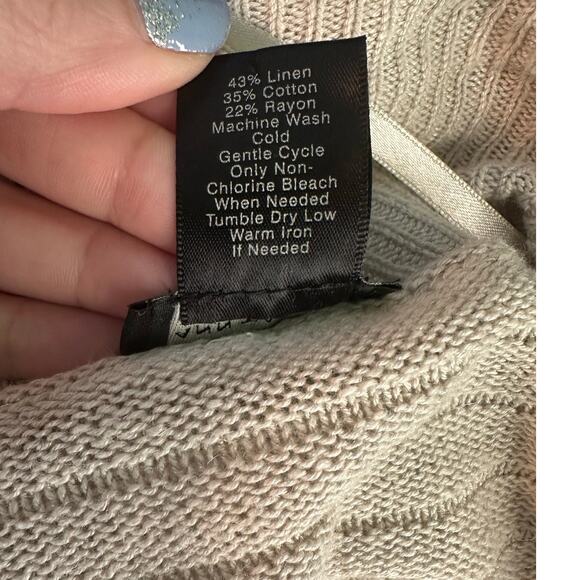 43% Linen
35% Cotton
22% Rayon
Machine Wash
Cold
Gentle Cycle
Only Non-
Chlorine Bleach
When Needed
Tumble Dry Low
Warm Iron
If Needed